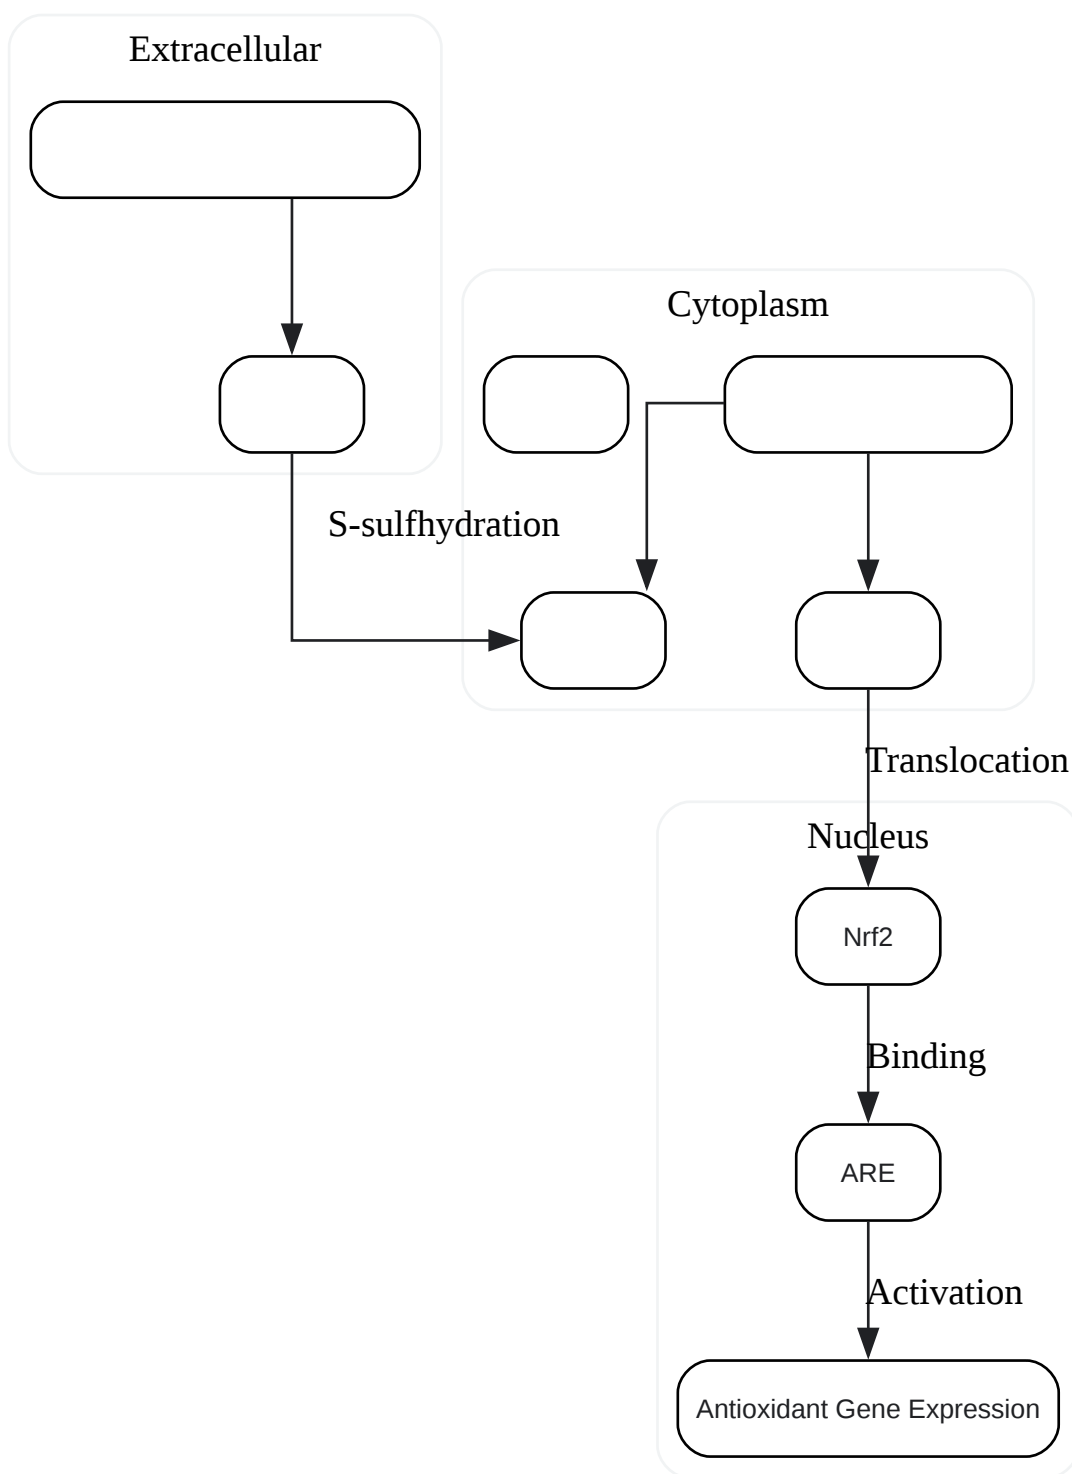 Extracellular
Cytoplasm
S-sulfhydration
Translocation
Nucleus
Nrf2
Binding
ARE
Activation
Antioxidant Gene Expression